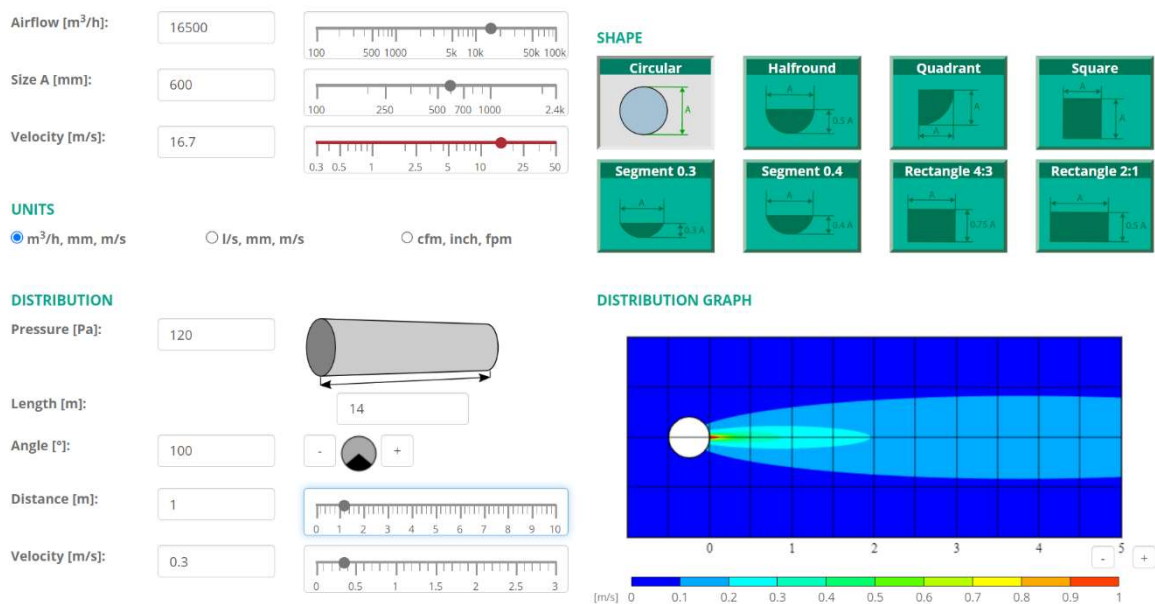 Airflow [m³/h]:
16500
100 500 1000 5k 10k 50k 100k
Size A [mm]:
600
100 250 500 700 1000 2.4k
Velocity [m/s]:
16.7
0.3 0.5 1 2.5 5 10 25 50
UNITS
m³/h, mm, m/s
l/s, mm, m/s
cfm, inch, fpm
SHAPE
Circular
A
Halfround
A
0.5 A
Quadrant
A
A
Square
A
A
Segment 0.3
A
0.3 A
Segment 0.4
A
0.4 A
Rectangle 4:3
A
0.75 A
Rectangle 2:1
A
0.5 A
DISTRIBUTION
Pressure [Pa]:
120
Length [m]:
14
Angle [°]:
100
- +
Distance [m]:
1
0 1 2 3 4 5 6 7 8 9 10
Velocity [m/s]:
0.3
0 0.5 1 1.5 2 2.5 3
DISTRIBUTION GRAPH
0 1 2 3 4 5
- +
[m/s] 0 0.1 0.2 0.3 0.4 0.5 0.6 0.7 0.8 0.9 1